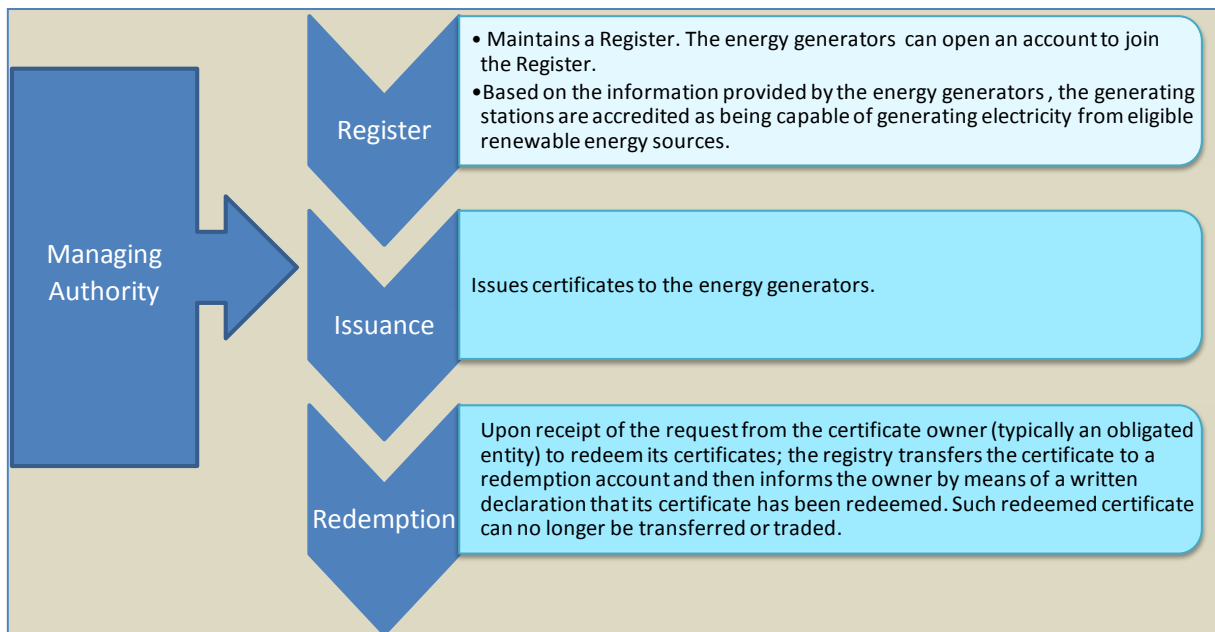 Managing
Authority
Register
• Maintains a Register. The energy generators can open an account to join
the Register.
•Based on the information provided by the energy generators , the generating
stations are accredited as being capable of generating electricity from eligible
renewable energy sources.
Issuance
Issues certificates to the energy generators.
Redemption
Upon receipt of the request from the certificate owner (typically an obligated
entity) to redeem its certificates; the registry transfers the certificate to a
redemption account and then informs the owner by means of a written
declaration that its certificate has been redeemed. Such redeemed certificate
can no longer be transferred or traded.